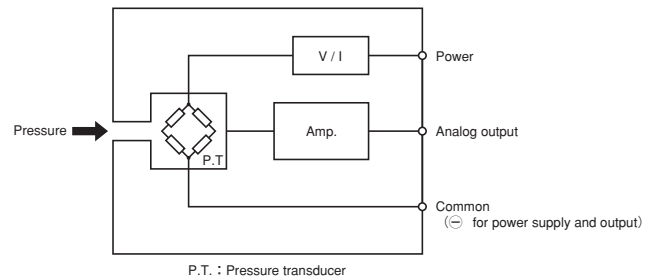 V / I
Power
Pressure
P.T
Amp.
Analog output
Common
(⊖ for power supply and output)
P.T. : Pressure transducer